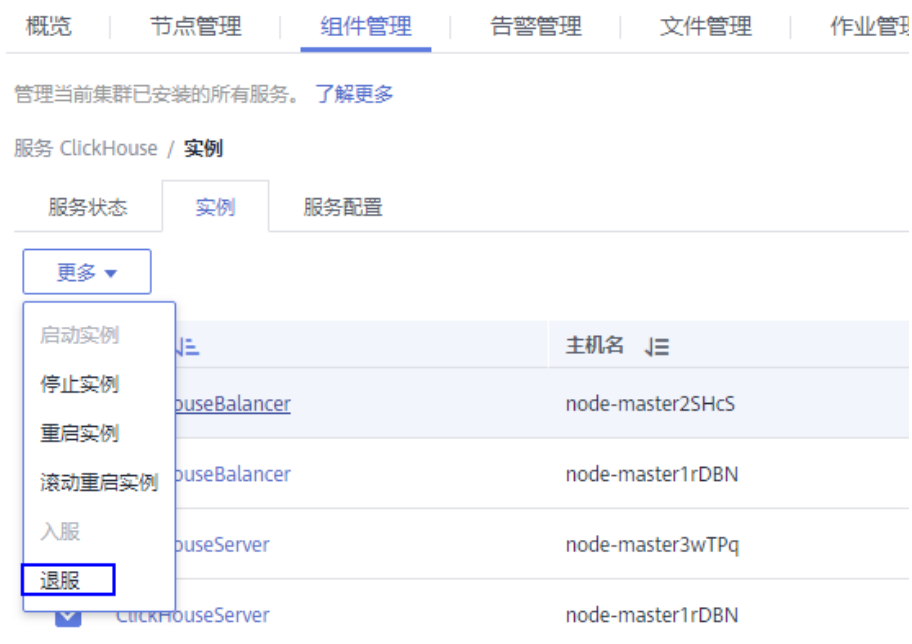 概览 节点管理 组件管理 告警管理 文件管理 作业管理
管理当前集群已安装的所有服务。 了解更多
服务 ClickHouse / 实例
服务状态 实例 服务配置
更多
启动实例
主机名
停止实例
ouseBalancer node-master2SHcS
重启实例
滚动重启实例 ouseBalancer node-master1rDBN
入服
ouseServer node-master3wTPq
退服
ClickHouseServer node-master1rDBN